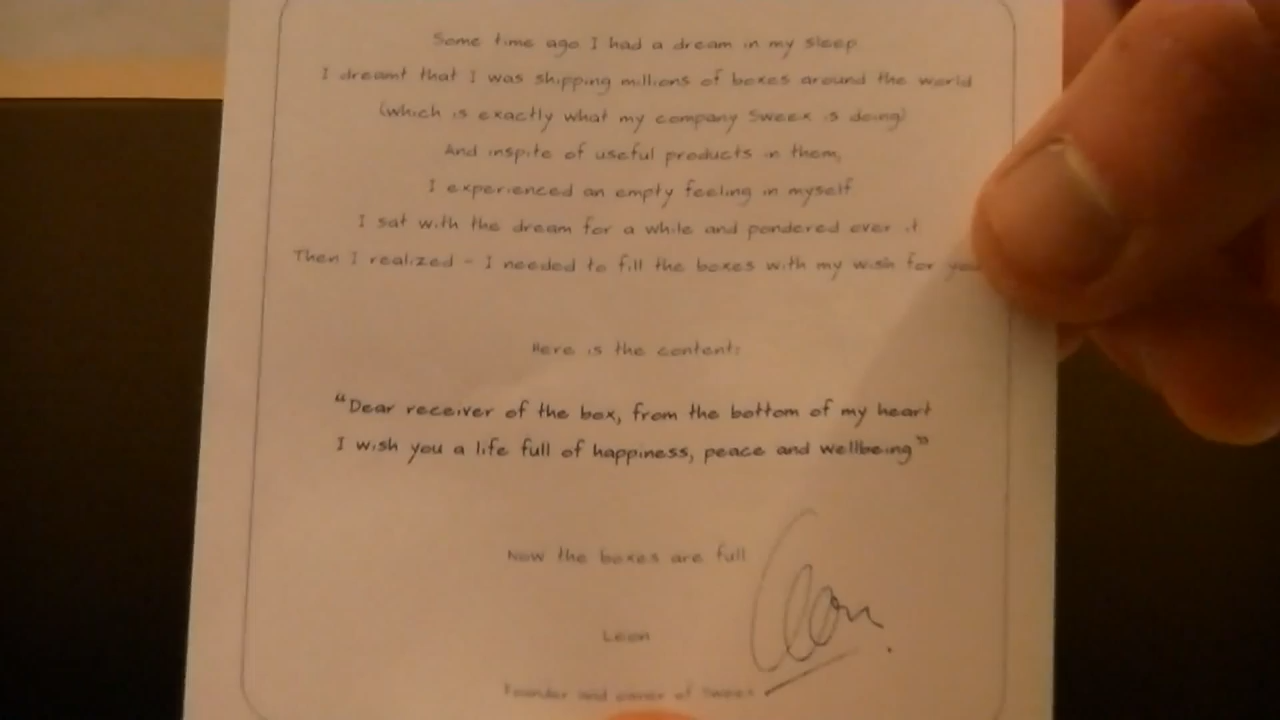 Some time ago I had a dream in my sleep
I dreamt that I was shipping millions of boxes around the world
(which is exactly what my company Sweex is doing)
And inspite of useful products in them,
I experienced an empty feeling in myself
I sat with the dream for a while and pondered over it
Then I realized - I needed to fill the boxes with my wish for you
Here is the content:
“Dear receiver of the box, from the bottom of my heart
I wish you a life full of happiness, peace and wellbeing”
Now the boxes are full
Leon
Leon
Founder and owner of Sweex